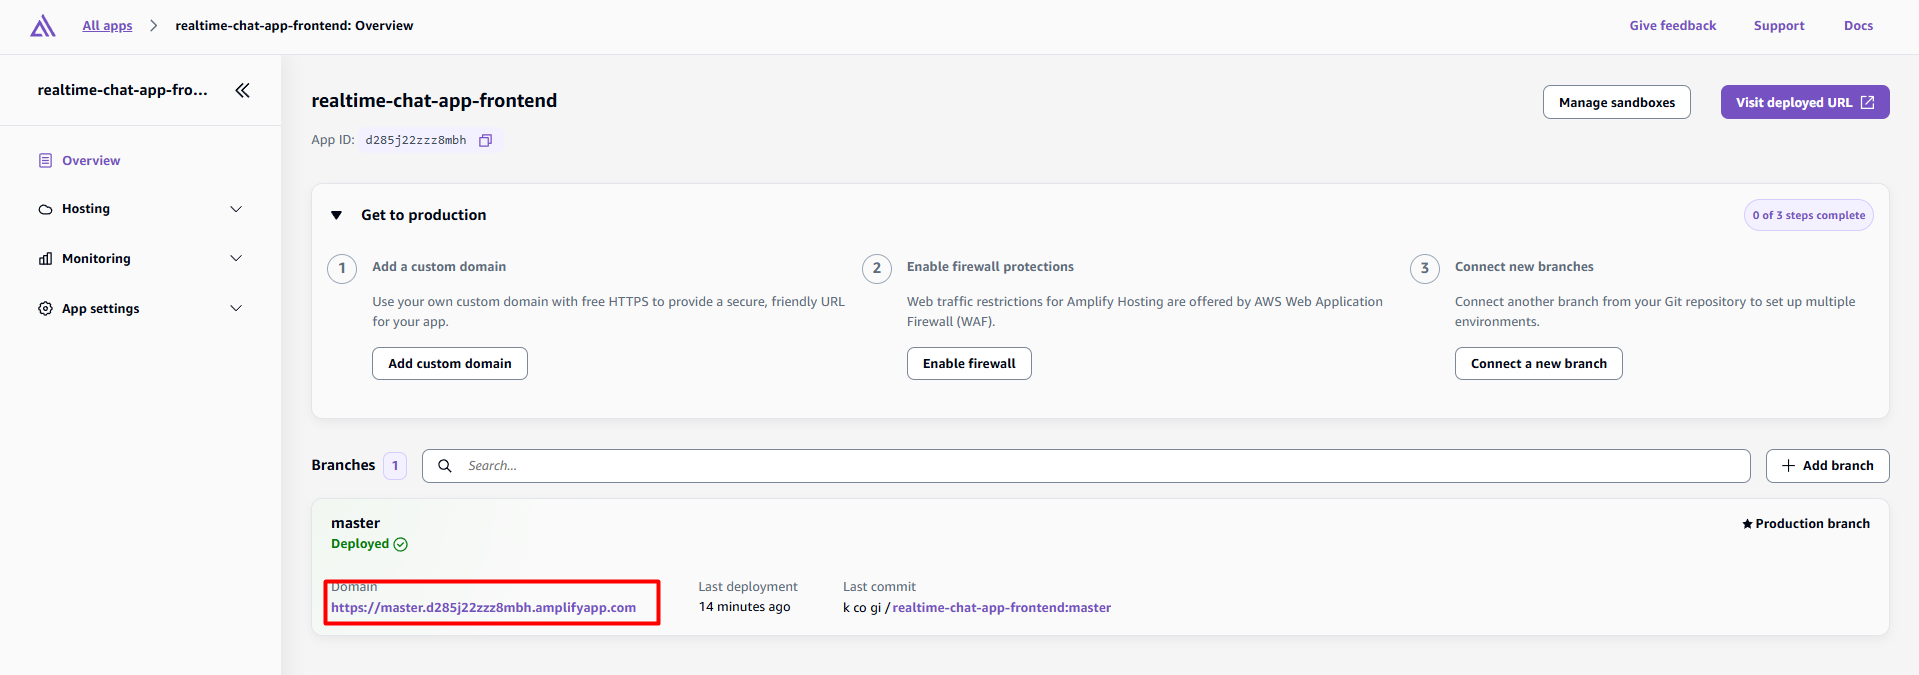 All apps
realtime-chat-app-frontend: Overview
Give feedback
Support
Docs
realtime-chat-app-fro...
Overview
Hosting
Monitoring
App settings
realtime-chat-app-frontend
Manage sandboxes
Visit deployed URL
App ID: d285j22zzz8mbh
Get to production
0 of 3 steps complete
1
Add a custom domain
Use your own custom domain with free HTTPS to provide a secure, friendly URL
for your app.
Add custom domain
2
Enable firewall protections
Web traffic restrictions for Amplify Hosting are offered by AWS Web Application
Firewall (WAF).
Enable firewall
3
Connect new branches
Connect another branch from your Git repository to set up multiple
environments.
Connect a new branch
Branches 1
Search...
Add branch
master
Deployed
Production branch
Domain
https://master.d285j22zzz8mbh.amplifyapp.com
Last deployment
14 minutes ago
Last commit
k co gi / realtime-chat-app-frontend:master